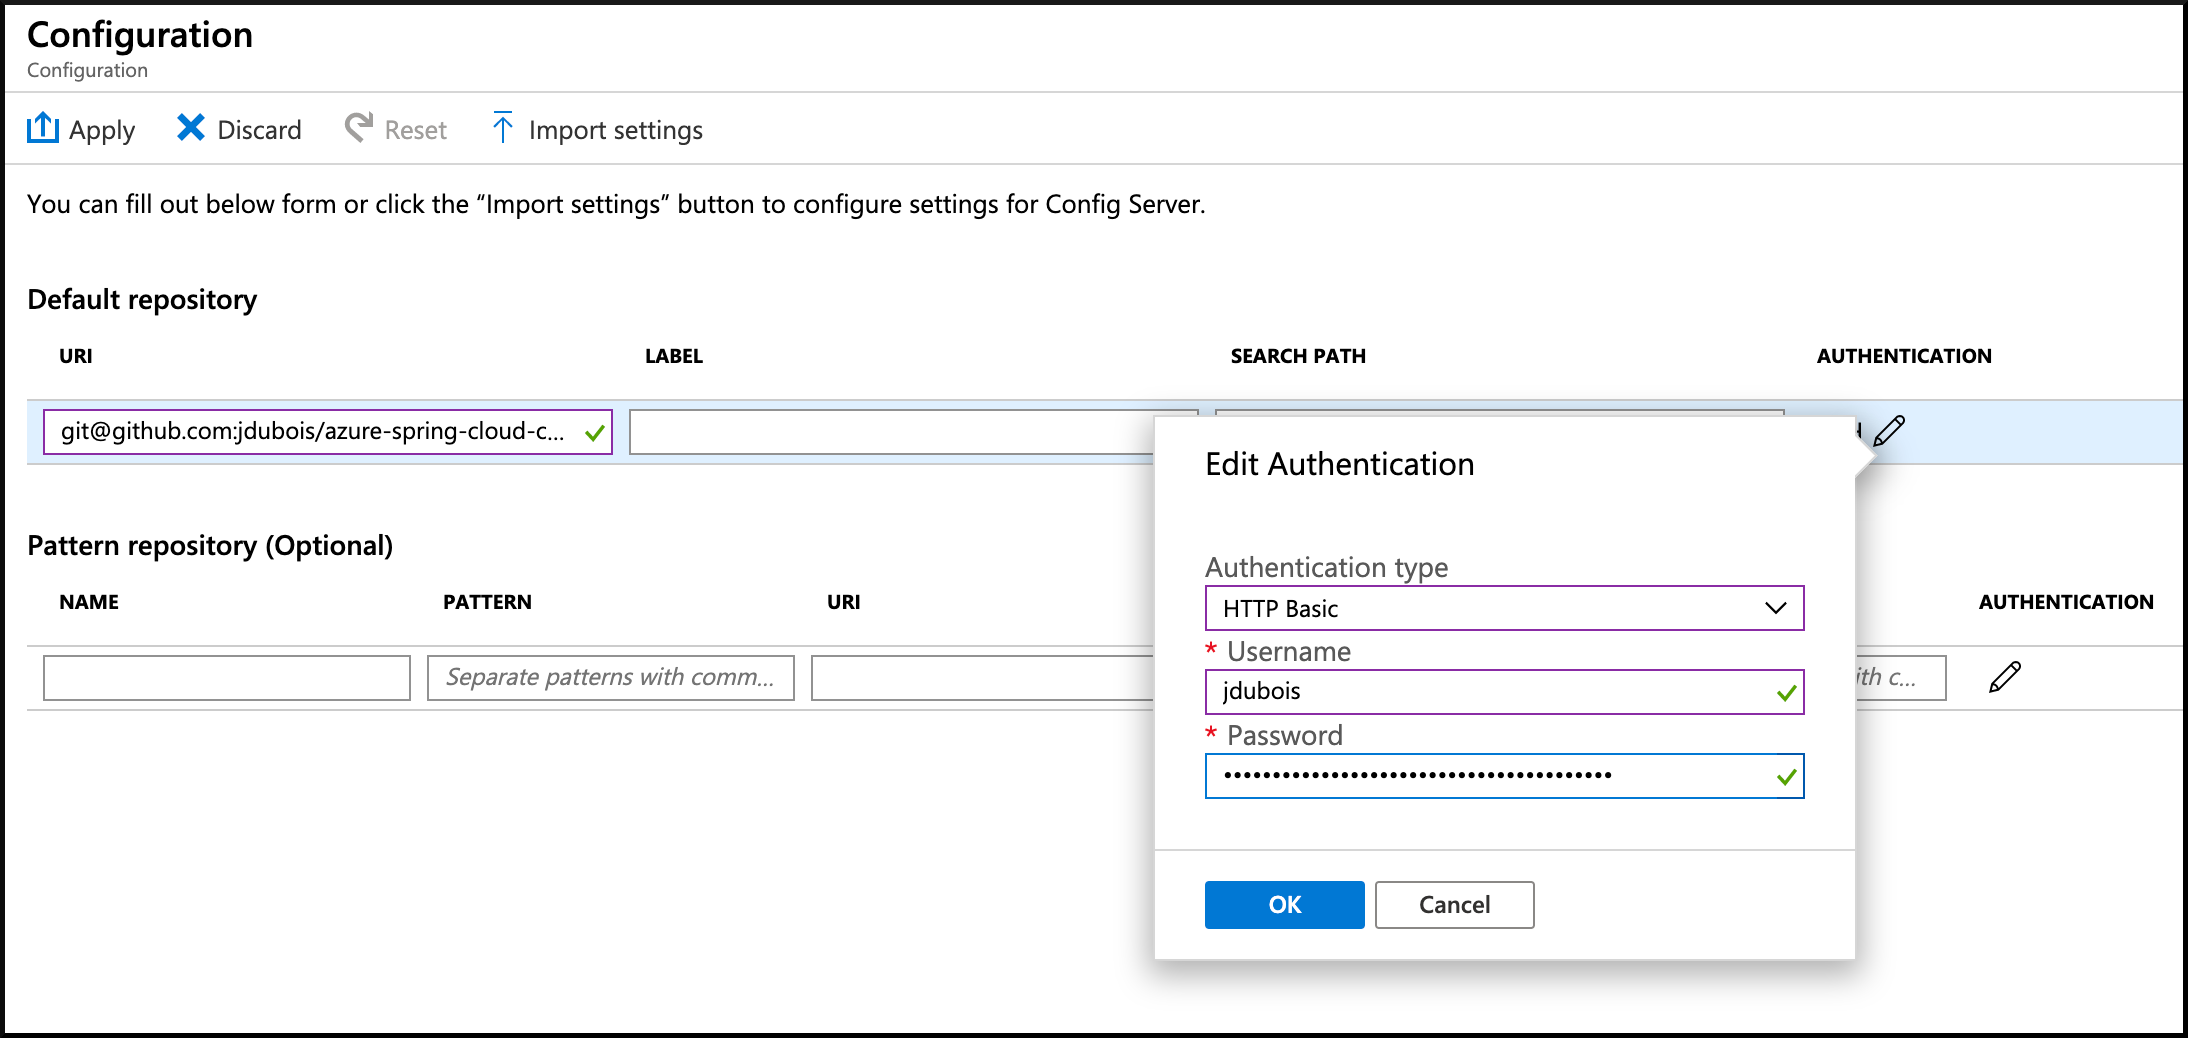 Configuration
Configuration
Apply Discard Reset Import settings
You can fill out below form or click the “Import settings” button to configure settings for Config Server.
Default repository
URI LABEL SEARCH PATH AUTHENTICATION
git@github.com:jdubois/azure-spring-cloud-c...
Edit Authentication
Pattern repository (Optional)
NAME PATTERN URI AUTHENTICATION
Separate patterns with comm... c...
Authentication type
HTTP Basic
* Username
jdubois
* Password
••••••••••••••••••••••••••••••••••••••••
OK Cancel